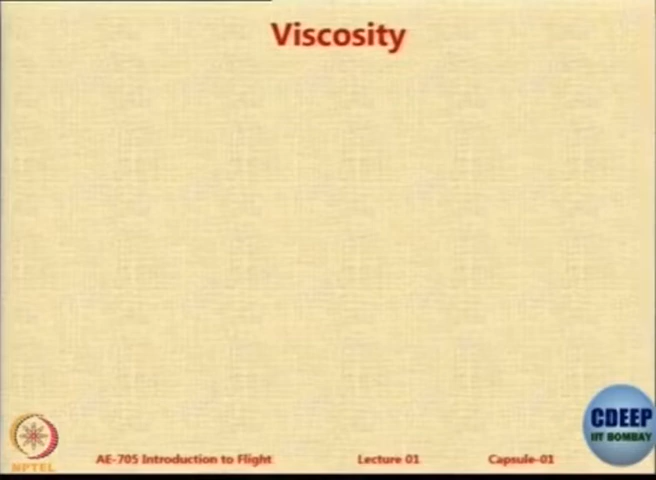 Viscosity
CDEEP
IIT BOMBAY
NPTEL
AE-705 Introduction to Flight
Lecture 01
Capsule-01